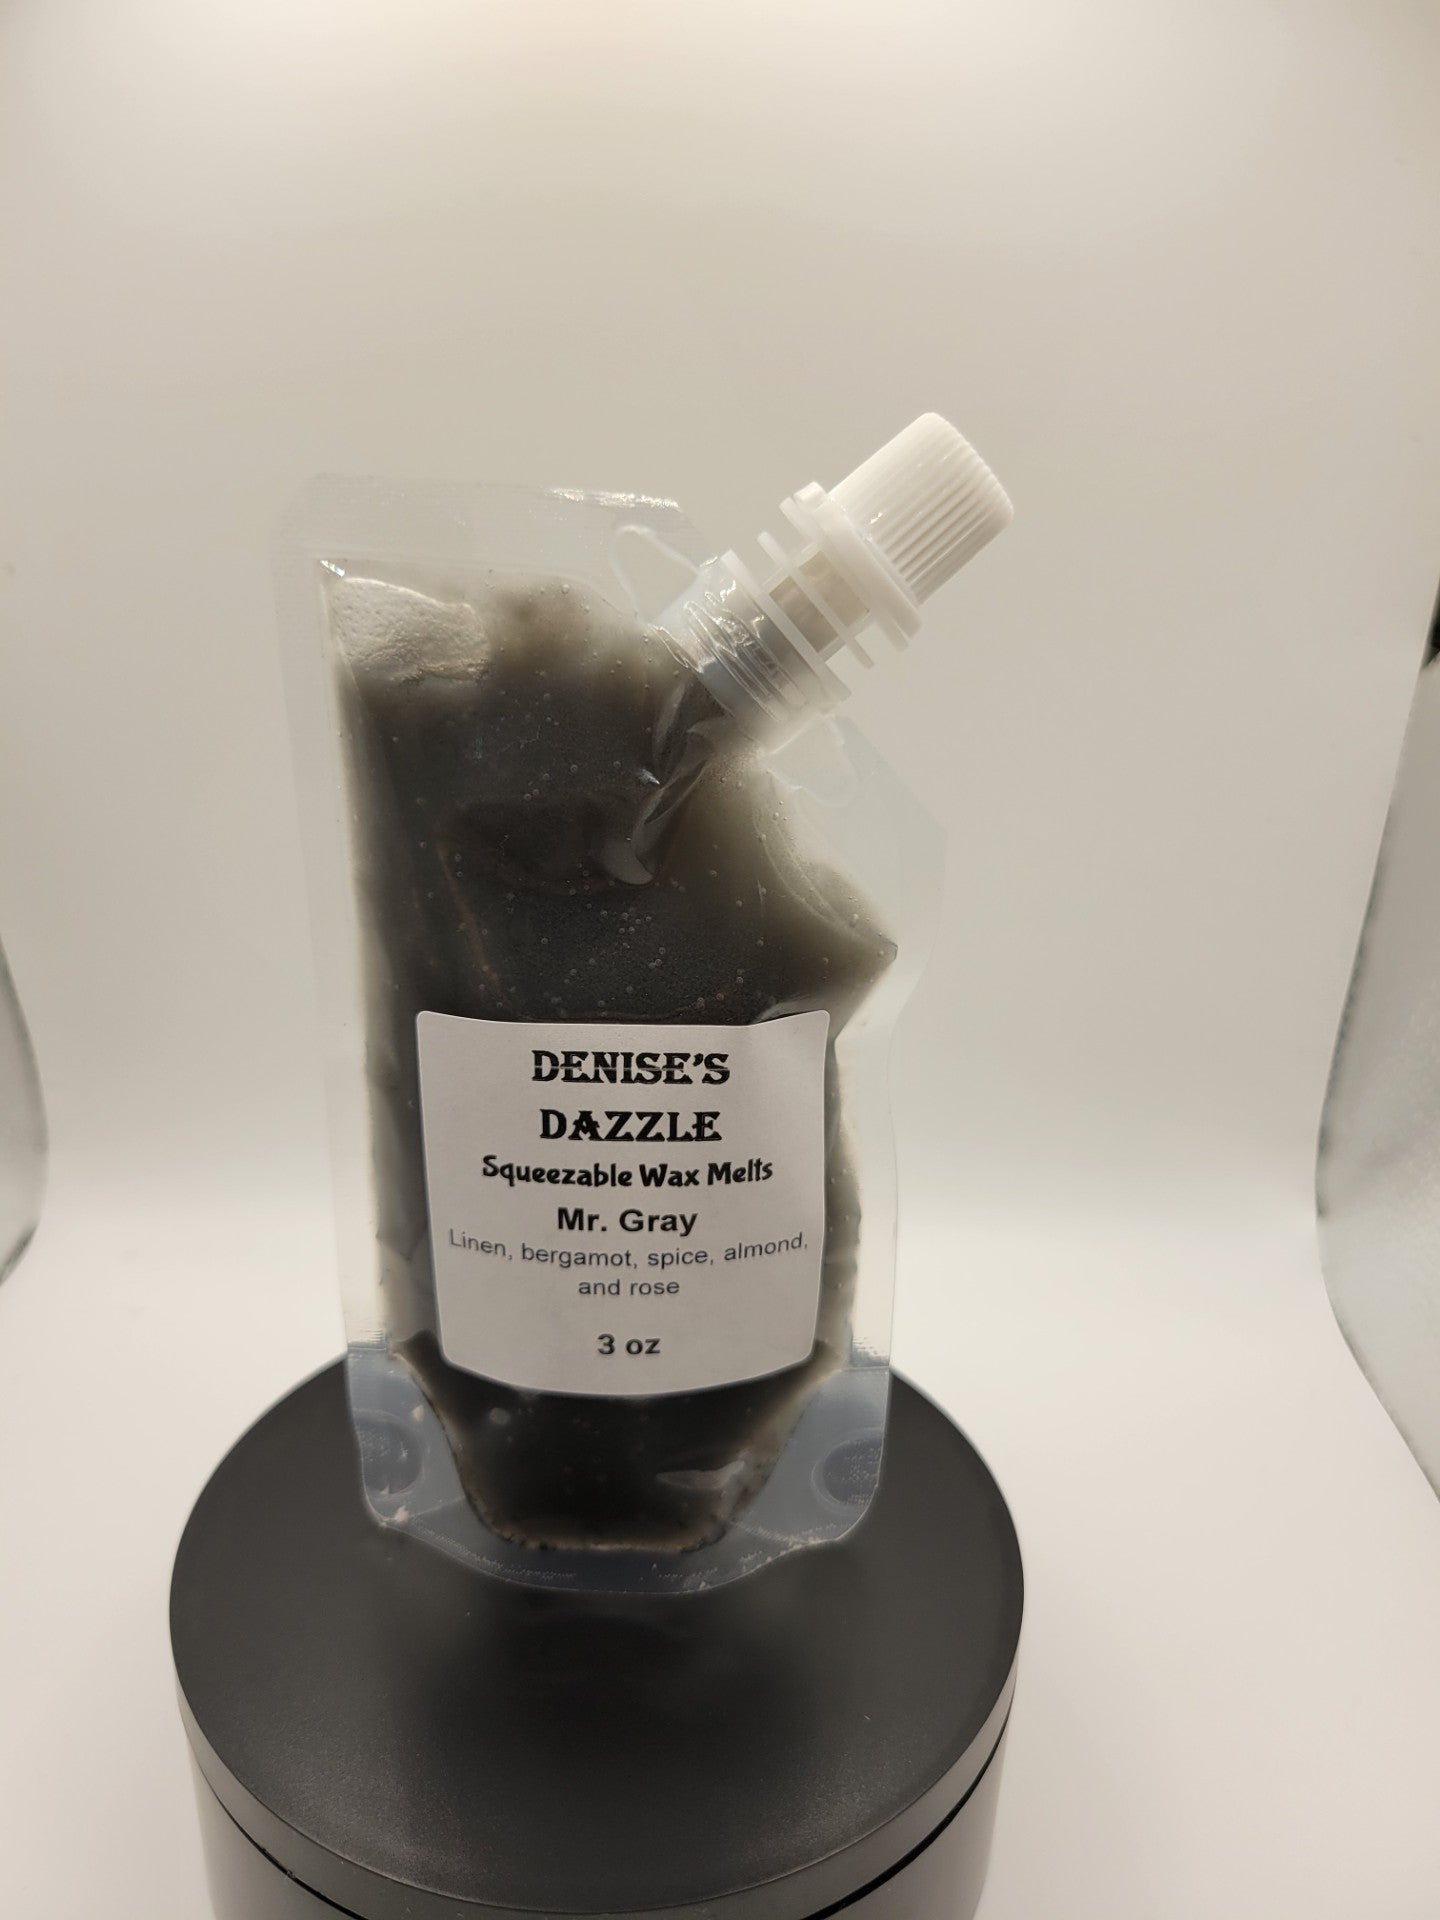 DENISE'S
DAZZLE
Squeezable Wax Melts
Mr. Gray
Linen, bergamot, spice, almond,
and rose
3 oz